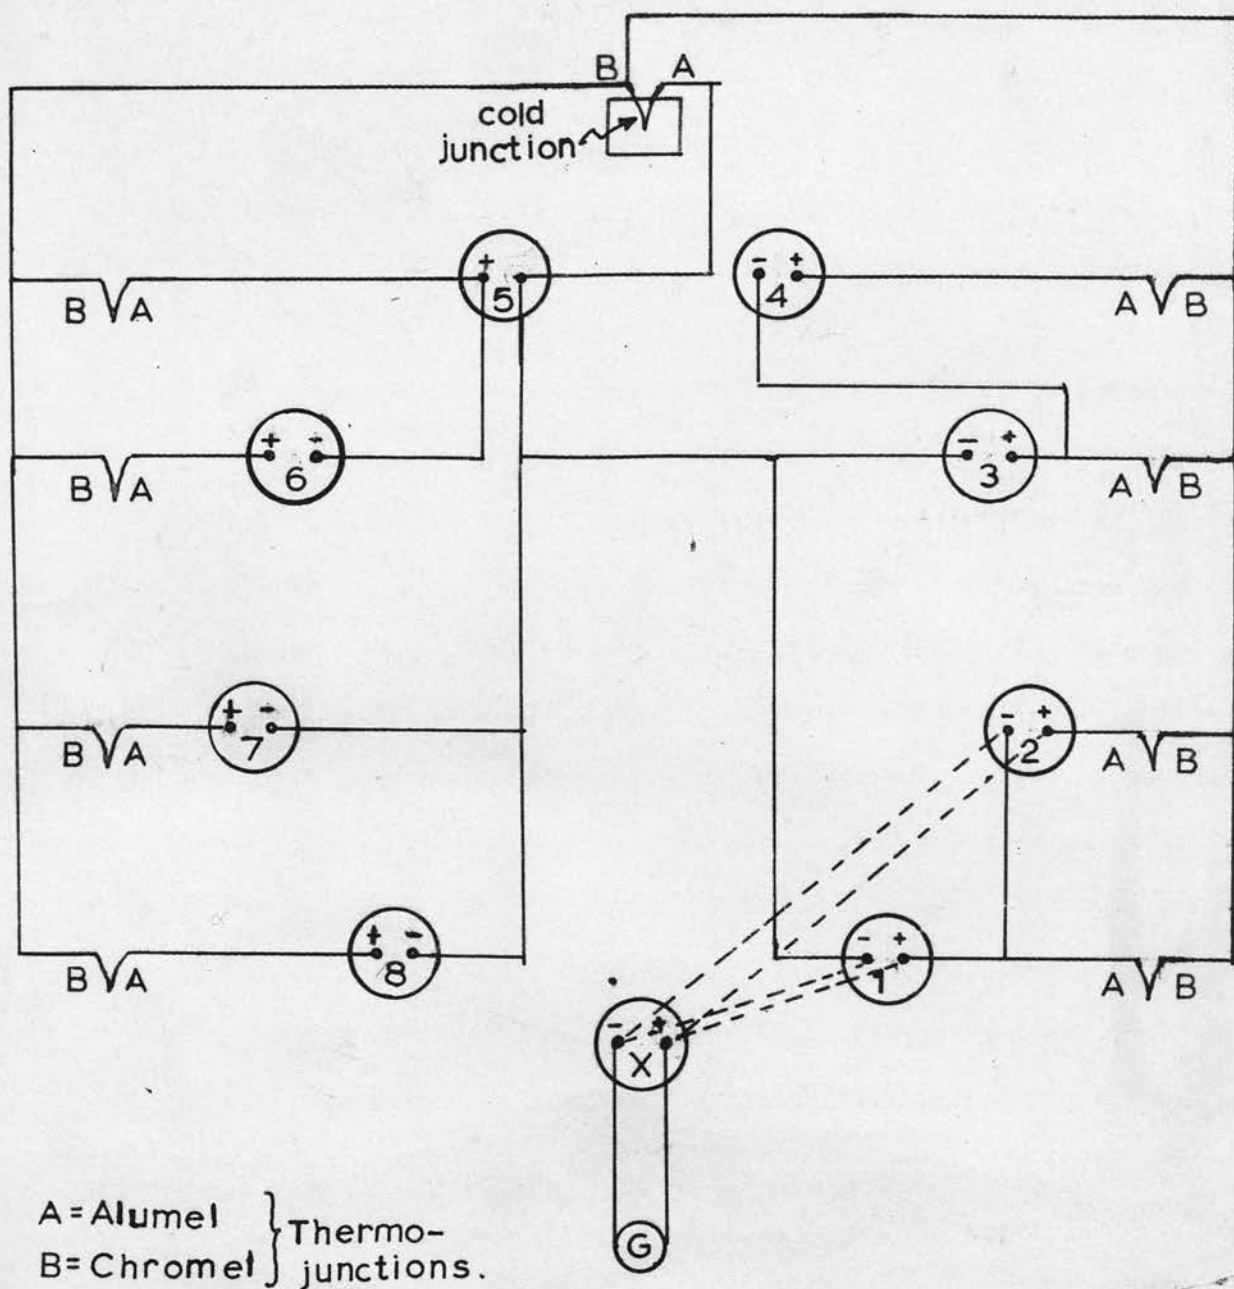 B A
cold
junction
+ 5
- + 4
B A
A B
+ - 6
- + 3
B A
A B
+ - 7
- + 2
B A
A B
+ - 8
- + 1
B A
A B
- + X
G
A = Alumel } Thermo-
B = Chromel } junctions.